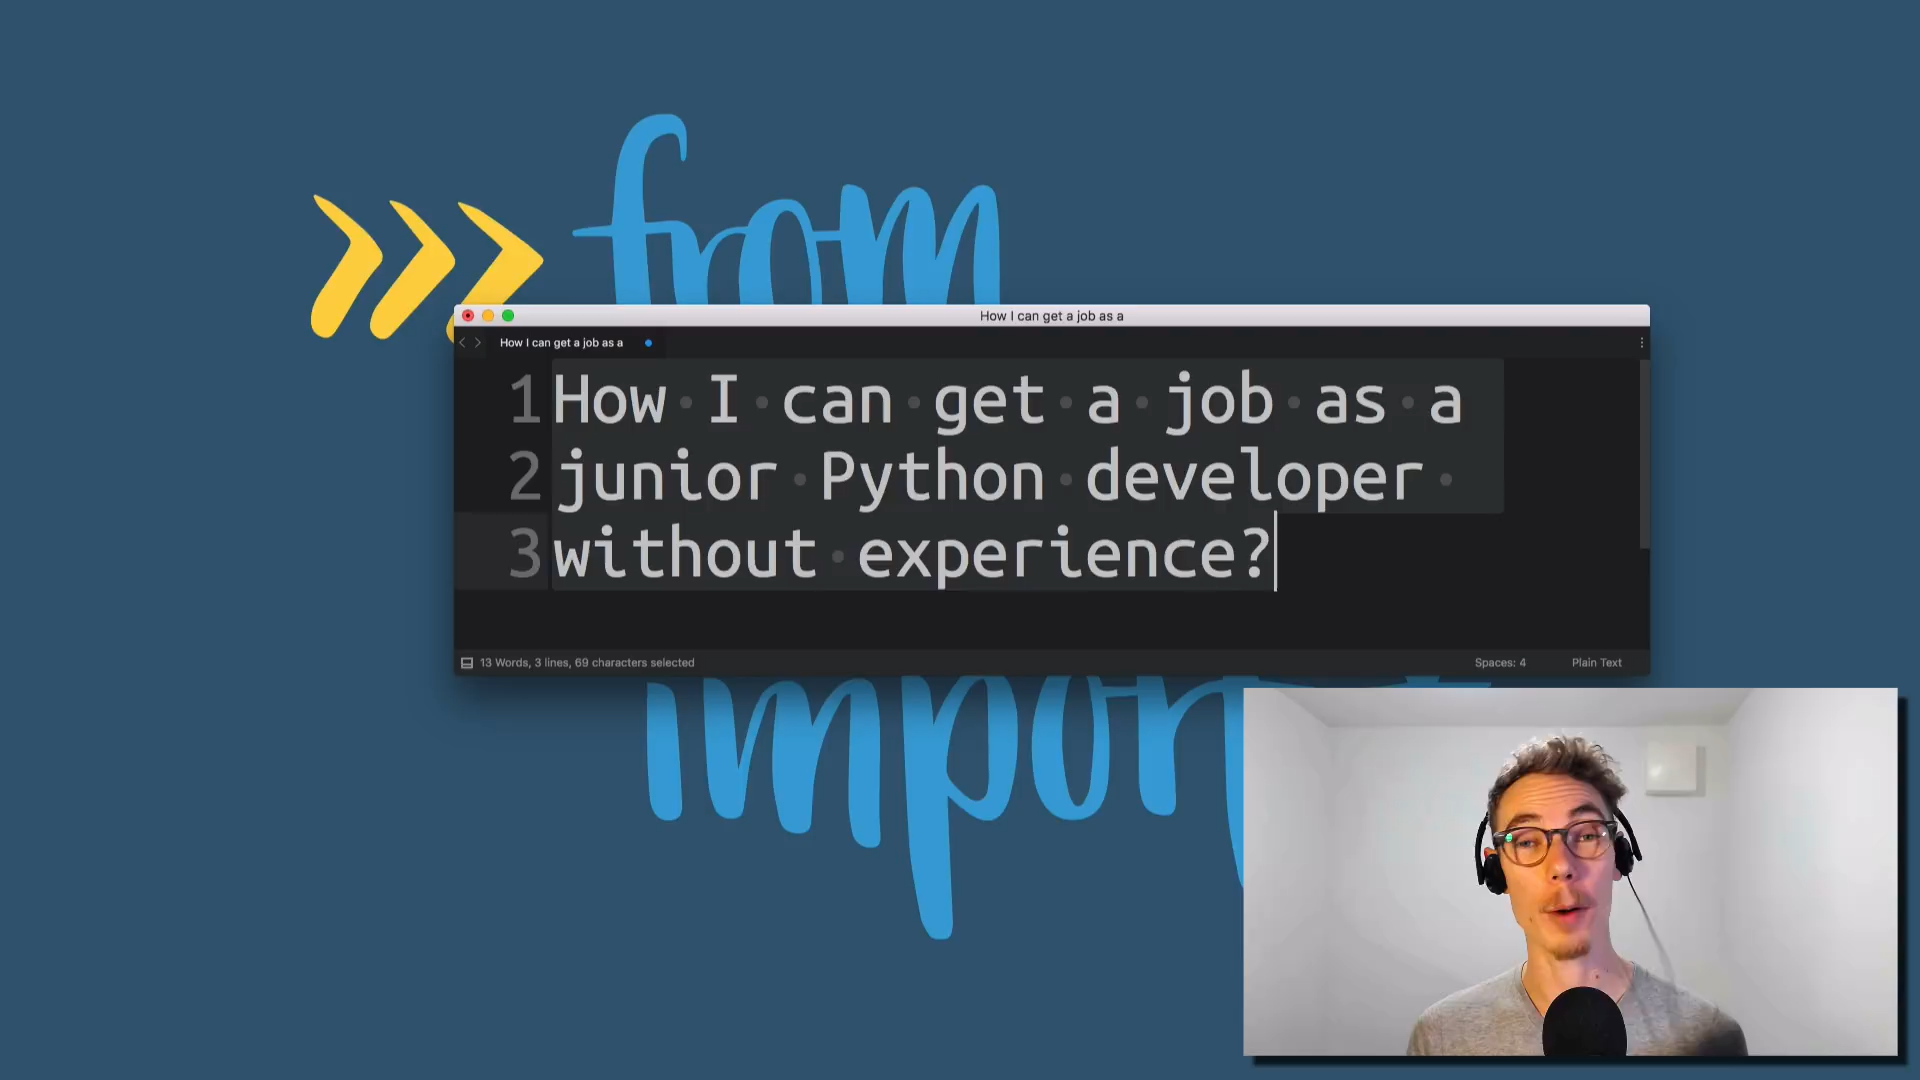 from
How I can get a job as a
How I can get a job as a
1 How I can get a job as a
2 junior Python developer
3 without experience?
13 Words, 3 lines, 69 characters selected
Spaces: 4
Plain Text